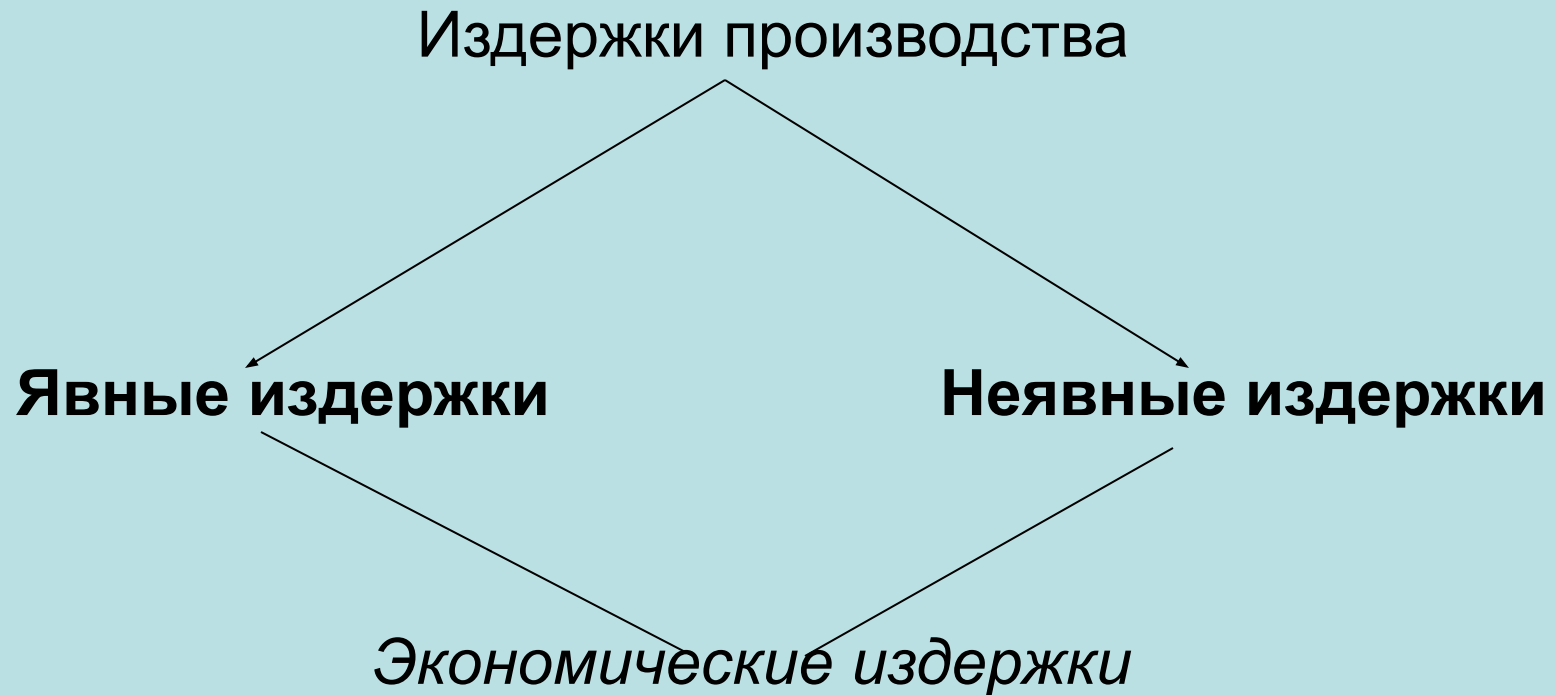 Издержки производства
Явные издержки
Неявные издержки
Экономические издержки